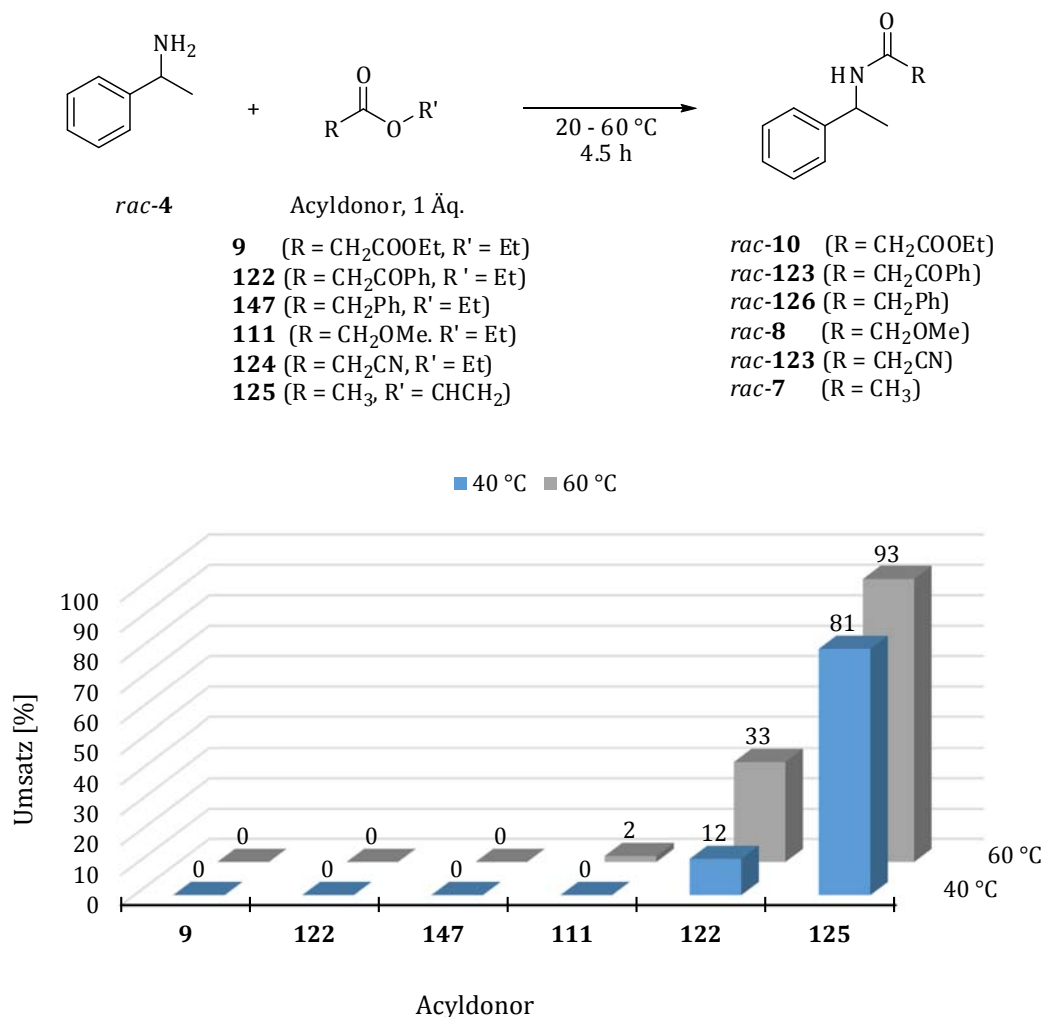 NH2
O
R
O
R'
+
20 - 60 °C
4.5 h
O
HN
R
rac-4
Acyldonor, 1 Äq.
9 (R = CH2COOEt, R' = Et)
122 (R = CH2COPh, R ' = Et)
147 (R = CH2Ph, R' = Et)
111 (R = CH2OMe. R' = Et)
124 (R = CH2CN, R' = Et)
125 (R = CH3, R' = CHCH2)
rac-10 (R = CH2COOEt)
rac-123 (R = CH2COPh)
rac-126 (R = CH2Ph)
rac-8 (R = CH2OMe)
rac-123 (R = CH2CN)
rac-7 (R = CH3)
40 °C 60 °C
Umsatz [%]
100
90
80
70
60
50
40
30
20
10
0
0 0 0 2 33 93
0 0 0 0 12 81
60 °C
40 °C
9 122 147 111 122 125
Acyldonor